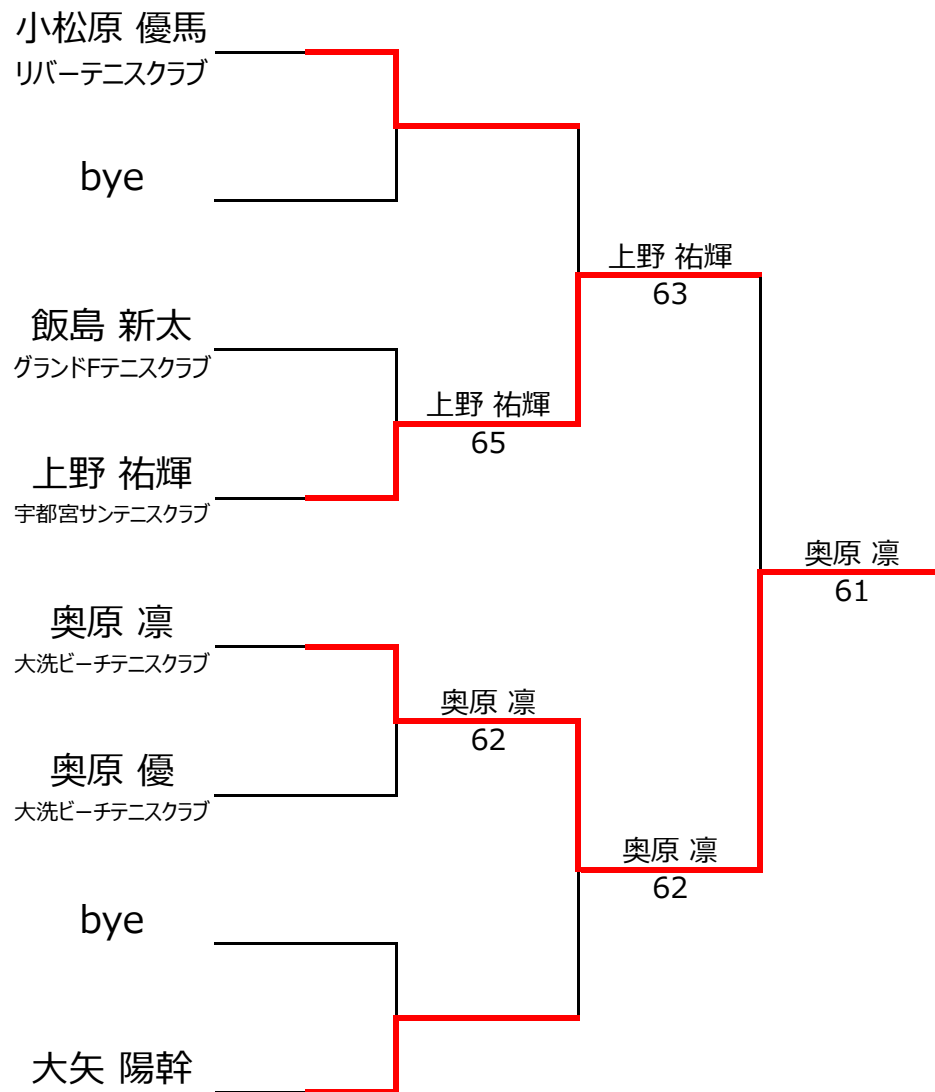 小松原 優馬
リバーテニスクラブ
bye
飯島 新太
グランドFテニスクラブ
上野 祐輝
宇都宮サンテニスクラブ
奥原 凛
大洗ビーチテニスクラブ
奥原 優
大洗ビーチテニスクラブ
bye
大矢 陽幹
上野 祐輝
65
奥原 凛
62
上野 祐輝
63
奥原 凛
62
奥原 凛
61